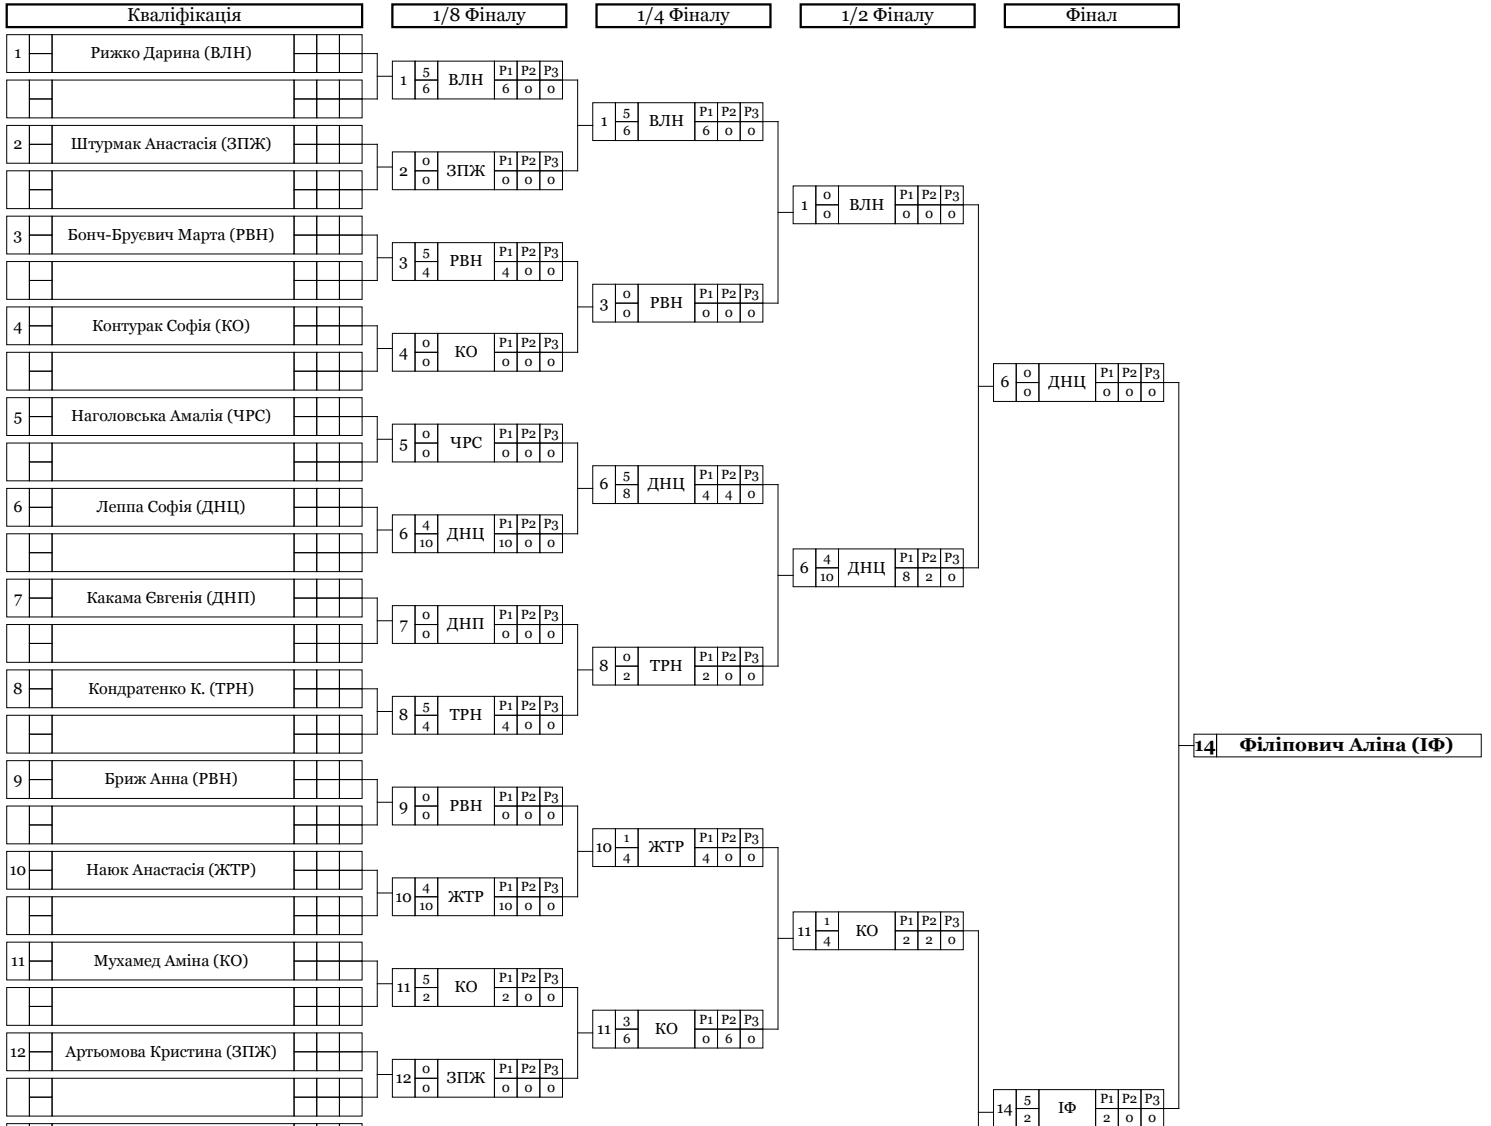 Кваліфікація 1/8 Фіналу 1/4 Фіналу 1/2 Фіналу Фінал
1 Рижко Дарина (ВЛН)
1 5 6 ВЛН P1 P2 P3 6 0 0
1 5 6 ВЛН P1 P2 P3 6 0 0
2 Штурмак Анастасія (ЗПЖ)
2 0 0 ЗПЖ P1 P2 P3 0 0 0
1 0 0 ВЛН P1 P2 P3 0 0 0
3 Бонч-Бруєвич Марта (РВН)
3 5 4 РВН P1 P2 P3 4 0 0
3 0 0 РВН P1 P2 P3 0 0 0
4 Контурак Софія (КО)
4 0 0 КО P1 P2 P3 0 0 0
6 0 0 ДНЦ P1 P2 P3 0 0 0
5 Наголовська Амалія (ЧРС)
5 0 0 ЧРС P1 P2 P3 0 0 0
6 5 8 ДНЦ P1 P2 P3 4 4 0
6 Леппа Софія (ДНЦ)
6 4 10 ДНЦ P1 P2 P3 10 0 0
6 4 10 ДНЦ P1 P2 P3 8 2 0
7 Какама Євгенія (ДНП)
7 0 0 ДНП P1 P2 P3 0 0 0
8 0 2 ТРН P1 P2 P3 2 0 0
8 Кондратенко К. (ТРН)
8 5 4 ТРН P1 P2 P3 4 0 0
14 Філіпович Аліна (ІФ)
9 Бриж Анна (РВН)
9 0 0 РВН P1 P2 P3 0 0 0
10 1 4 ЖТР P1 P2 P3 4 0 0
10 Наюк Анастасія (ЖТР)
10 4 10 ЖТР P1 P2 P3 10 0 0
11 1 4 КО P1 P2 P3 2 2 0
11 Мухамед Аміна (КО)
11 5 2 КО P1 P2 P3 2 0 0
11 3 6 КО P1 P2 P3 0 6 0
12 Артьомова Кристина (ЗПЖ)
12 0 0 ЗПЖ P1 P2 P3 0 0 0
14 5 2 ІФ P1 P2 P3 2 0 0